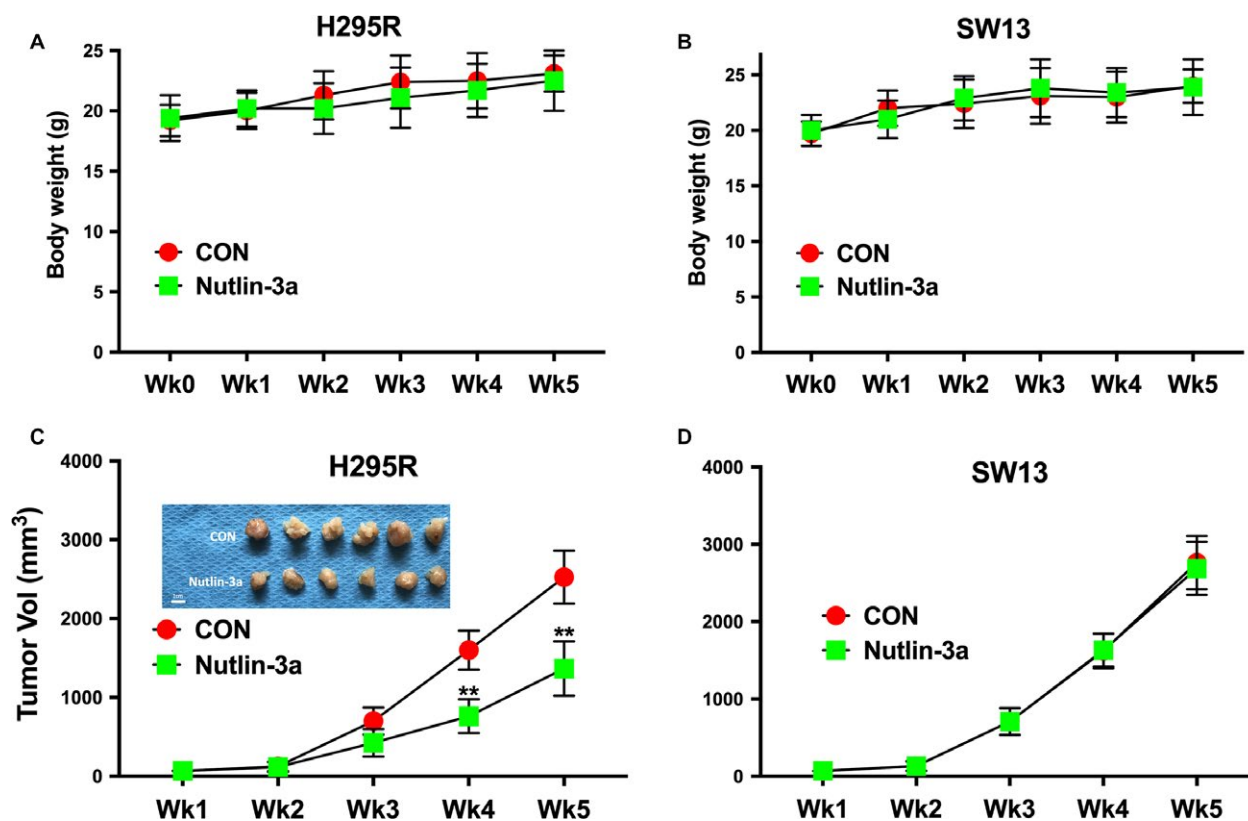 A
H295R
Body weight (g)
25
20
15
10
5
0
CON
Nutlin-3a
Wk0 Wk1 Wk2 Wk3 Wk4 Wk5
B
SW13
Body weight (g)
25
20
15
10
5
0
CON
Nutlin-3a
Wk0 Wk1 Wk2 Wk3 Wk4 Wk5
C
H295R
Tumor Vol (mm³)
4000
3000
2000
1000
0
CON
Nutlin-3a
CON
Nutlin-3a
**
**
Wk1 Wk2 Wk3 Wk4 Wk5
D
SW13
4000
3000
2000
1000
0
CON
Nutlin-3a
Wk1 Wk2 Wk3 Wk4 Wk5